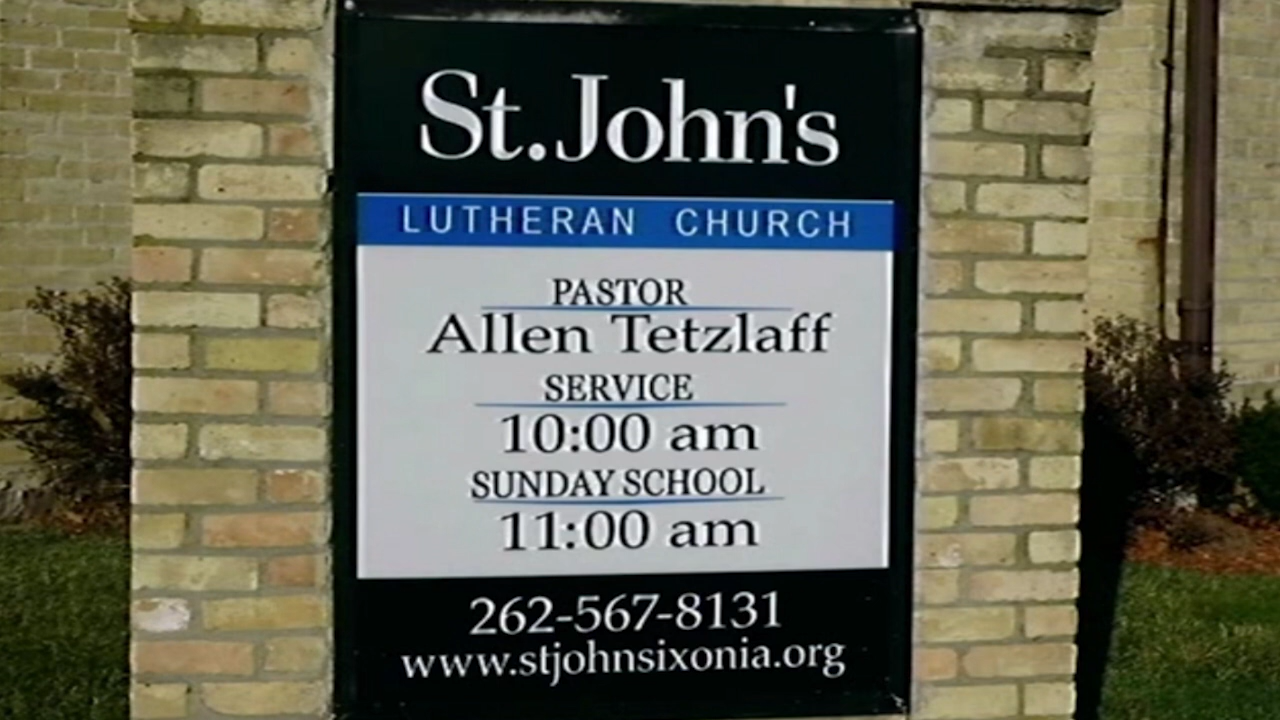 St. John's
LUTHERAN CHURCH
PASTOR
Allen Tetzlaff
SERVICE
10:00 am
SUNDAY SCHOOL
11:00 am
262-567-8131
www.stjohnsixonia.org